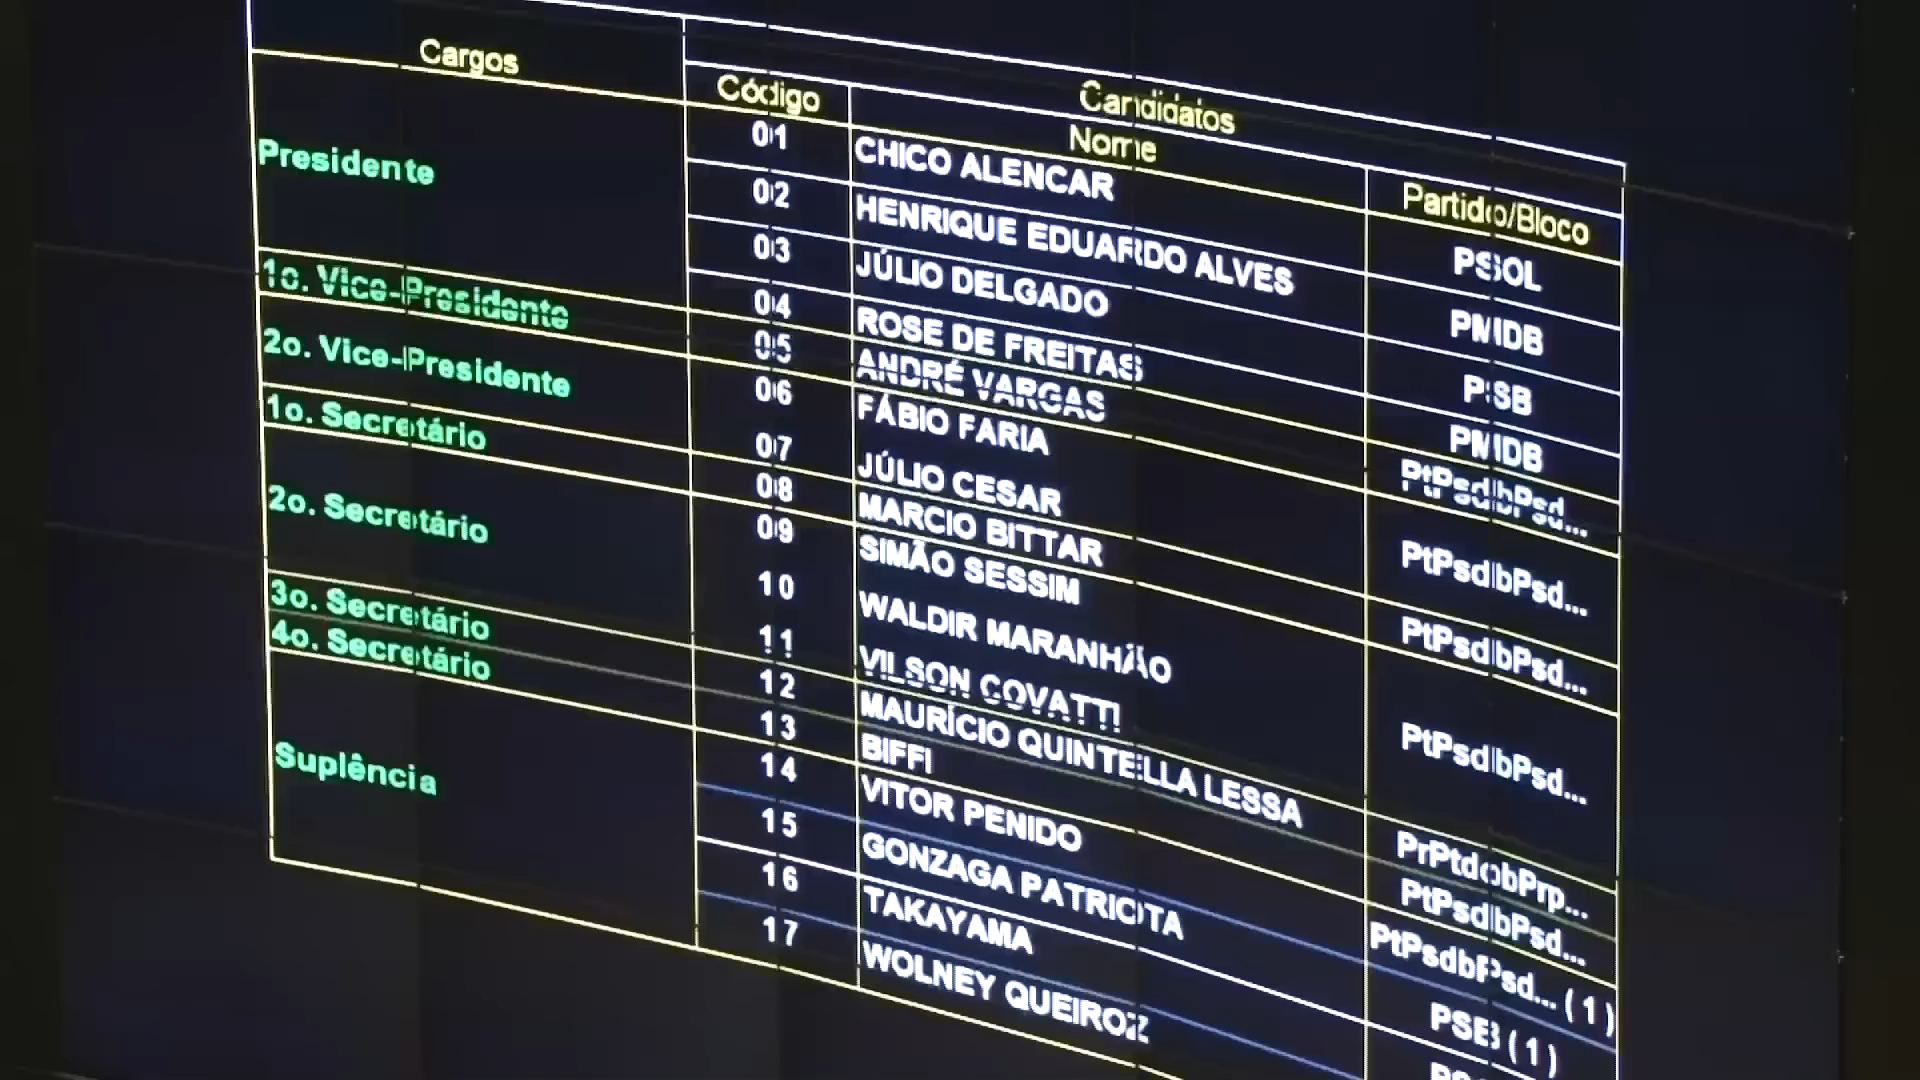 Cargos
Candidatos
Código
Nome
Partido/Bloco
Presidente
01 CHICO ALENCAR PSOL
02 HENRIQUE EDUARDO ALVES PMDB
03 JÚLIO DELGADO PSB
04 ROSE DE FREITAS PMDB
1o. Vice-Presidente 05 ANDRÉ VARGAS PtPsdbPsd...
2o. Vice-Presidente
06 FÁBIO FARIA PtPsdbPsd...
07 JÚLIO CESAR
1o. Secretário 08 MARCIO BITTAR PtPsdbPsd...
2o. Secretário
09 SIMÃO SESSIM
10 WALDIR MARANHÃO PtPsdbPsd...
11 VILSON COVATTI
3o. Secretário 12 MAURÍCIO QUINTELLA LESSA PrPtdobPrp...
4o. Secretário 13 BIFFI PtPsdbPsd...
Suplência
14 VITOR PENIDO PtPsdbPsd... (1)
15 GONZAGA PATRIOTA PSB (1)
16 TAKAYAMA
17 WOLNEY QUEIROZ